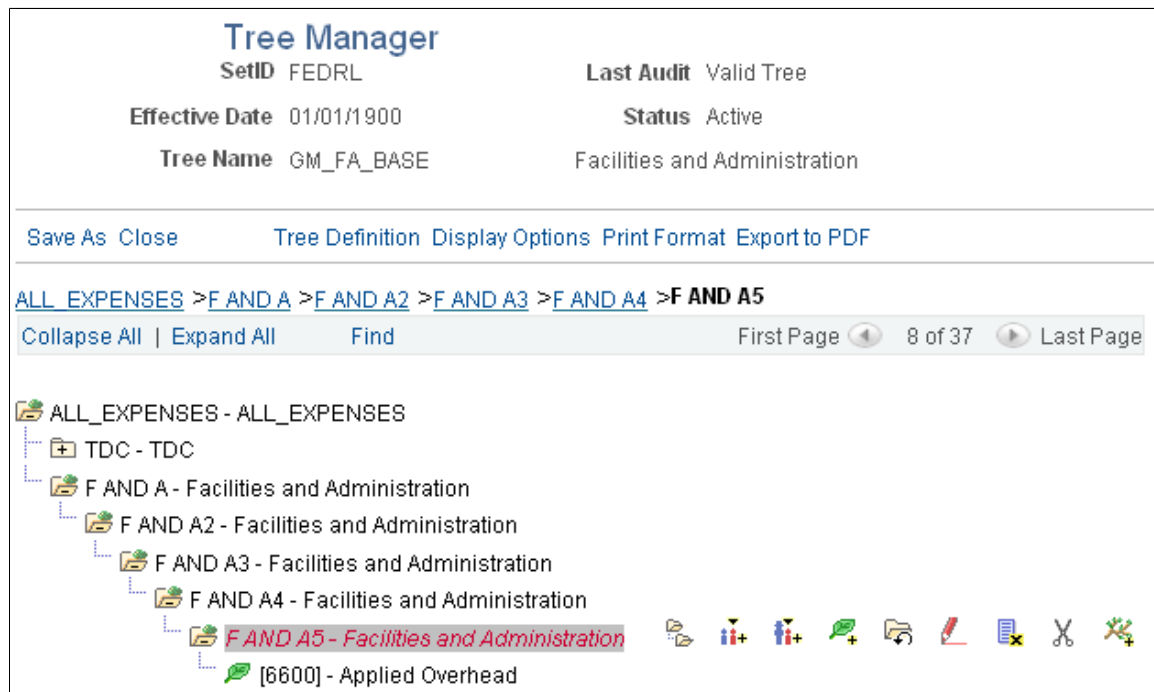 Tree Manager
SetID FEDRL Last Audit Valid Tree
Effective Date 01/01/1900 Status Active
Tree Name GM_FA_BASE Facilities and Administration
Save As Close Tree Definition Display Options Print Format Export to PDF
ALL_EXPENSES >F AND A >F AND A2 >F AND A3 >F AND A4 >F AND A5
Collapse All | Expand All Find First Page 8 of 37 Last Page
ALL_EXPENSES - ALL_EXPENSES
TDC - TDC
F AND A - Facilities and Administration
F AND A2 - Facilities and Administration
F AND A3 - Facilities and Administration
F AND A4 - Facilities and Administration
F AND A5 - Facilities and Administration
[6600] - Applied Overhead